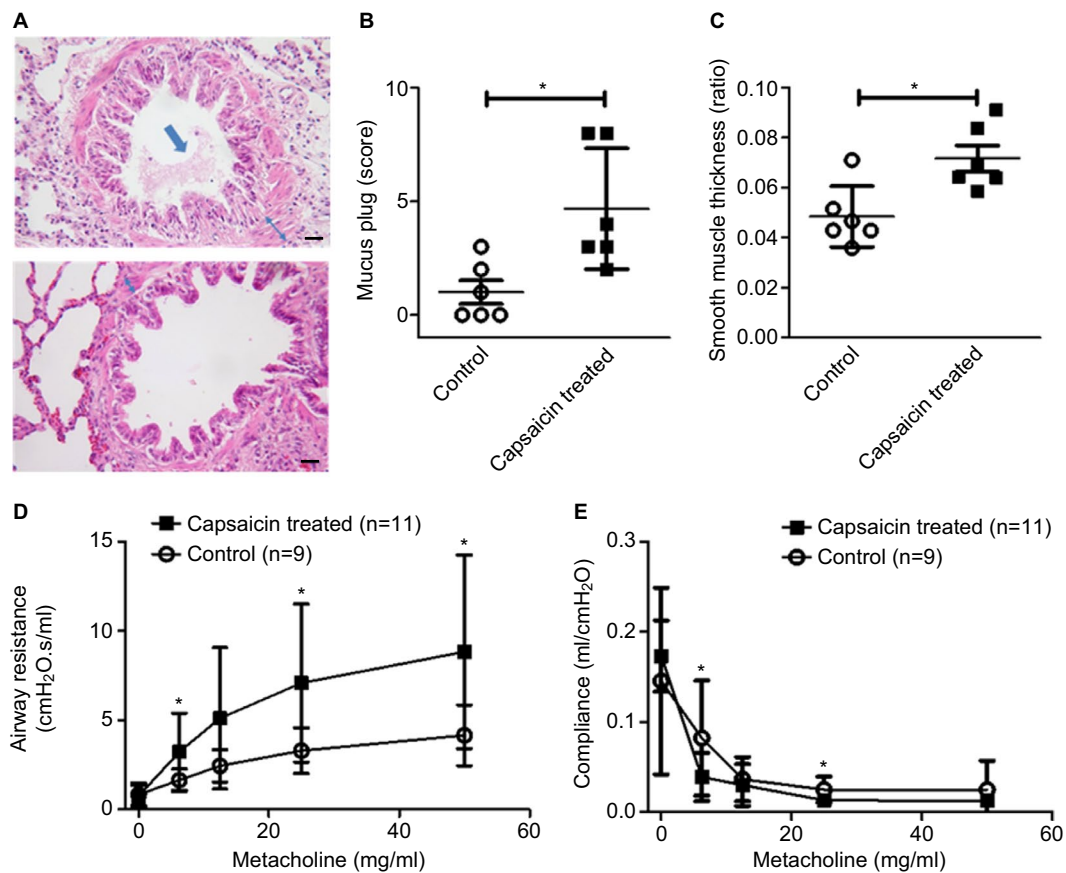 A
B
C
Mucus plug (score)
10
5
0
*
Control
Capsaicin treated
Smooth muscle thickness (ratio)
0.10
0.08
0.06
0.04
0.02
0.00
*
Control
Capsaicin treated
D
Capsaicin treated (n=11)
Control (n=9)
Airway resistance
(cmH₂O.s/ml)
15
10
5
0
*
*
*
0
20
40
60
Metacholine (mg/ml)
E
Capsaicin treated (n=11)
Control (n=9)
Compliance (ml/cmH₂O)
0.3
0.2
0.1
0.0
*
*
0
20
40
60
Metacholine (mg/ml)